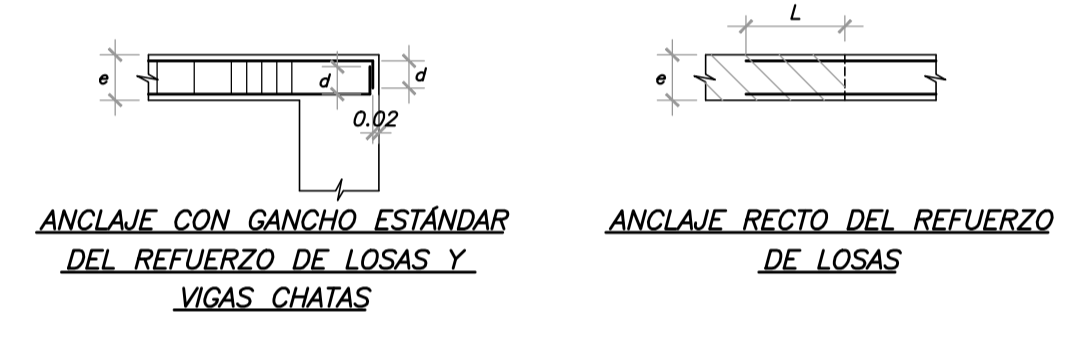 L
e
d
d
0.02
e
ANCLAJE CON GANCHO ESTÁNDAR
DEL REFUERZO DE LOSAS Y
VIGAS CHATAS
ANCLAJE RECTO DEL REFUERZO
DE LOSAS